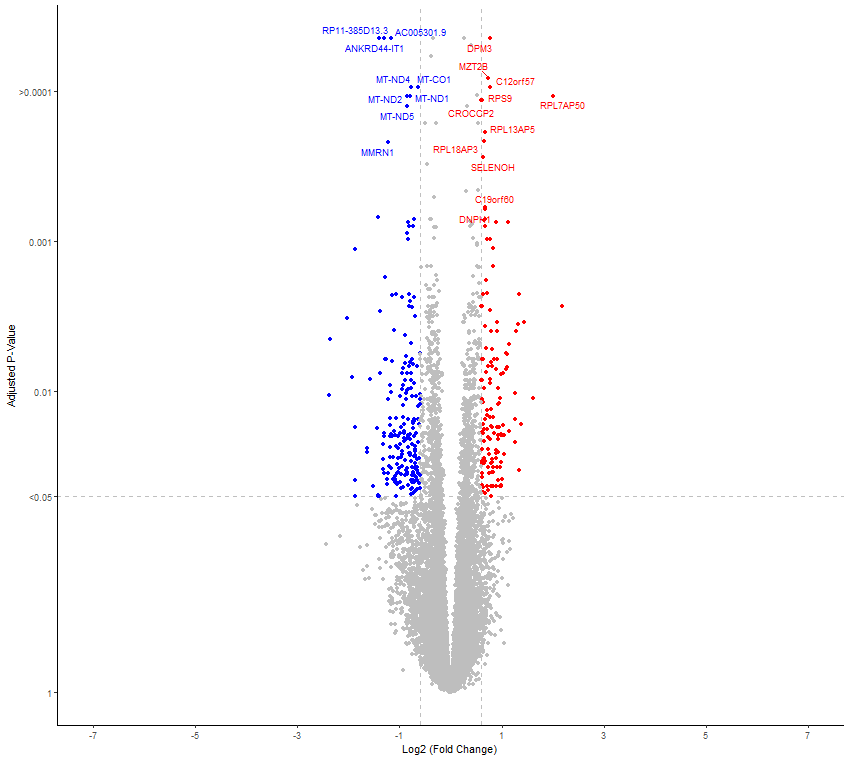 RP11-385D13.3 AC005301.9
ANKRD44-IT1 DPM3
MZT2B
MT-ND4 MT-CO1 C12orf57
>0.0001
MT-ND2 MT-ND1 RPS9 RPL7AP50
MT-ND5 CROCCP2
RPL13AP5
MMRN1 RPL18AP3
SELENOH
C19orf60
DNPH1
0.001
Adjusted P-Value
0.01
<0.05
1
-7 -5 -3 -1 1 3 5 7
Log2 (Fold Change)